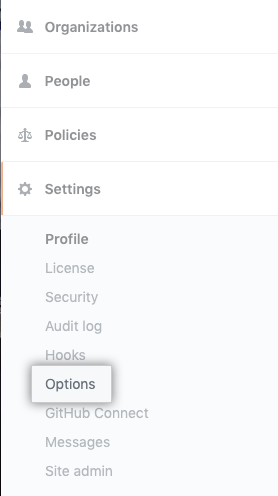 Organizations
People
Policies
Settings
Profile
License
Security
Audit log
Hooks
Options
GitHub Connect
Messages
Site admin